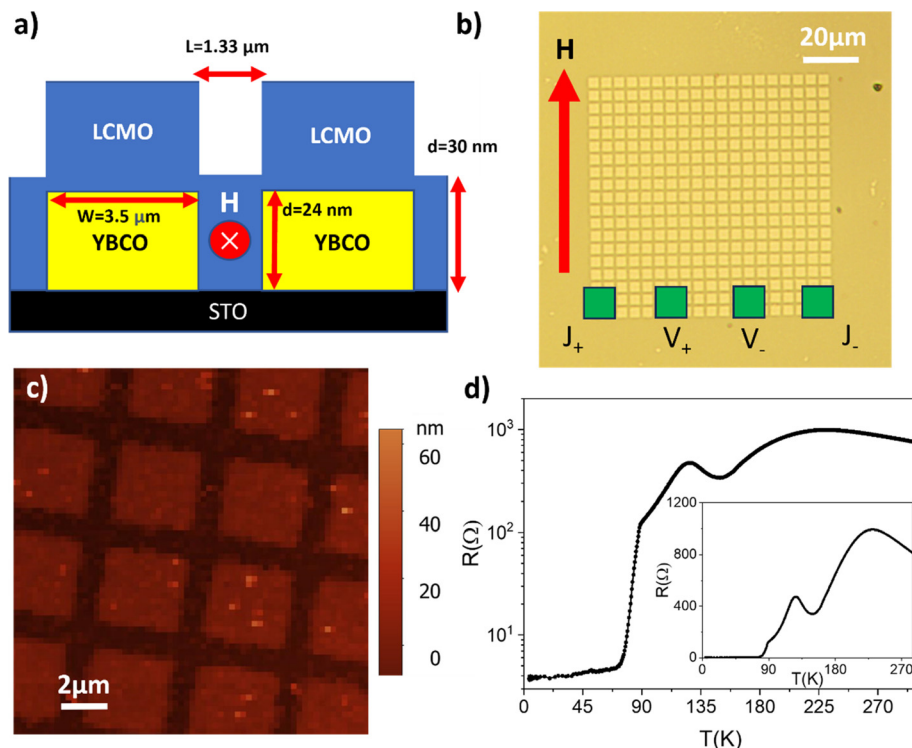 a)
L=1.33 μm
LCMO
LCMO
d=30 nm
H
W=3.5 μm
d=24 nm
YBCO
YBCO
STO
b)
20μm
H
J+
V+
V-
J-
c)
nm
60
40
20
0
2μm
d)
10³
10²
10¹
R(Ω)
0
45
90
135
180
225
270
T(K)
1200
800
400
0
R(Ω)
0
90
180
270
T(K)